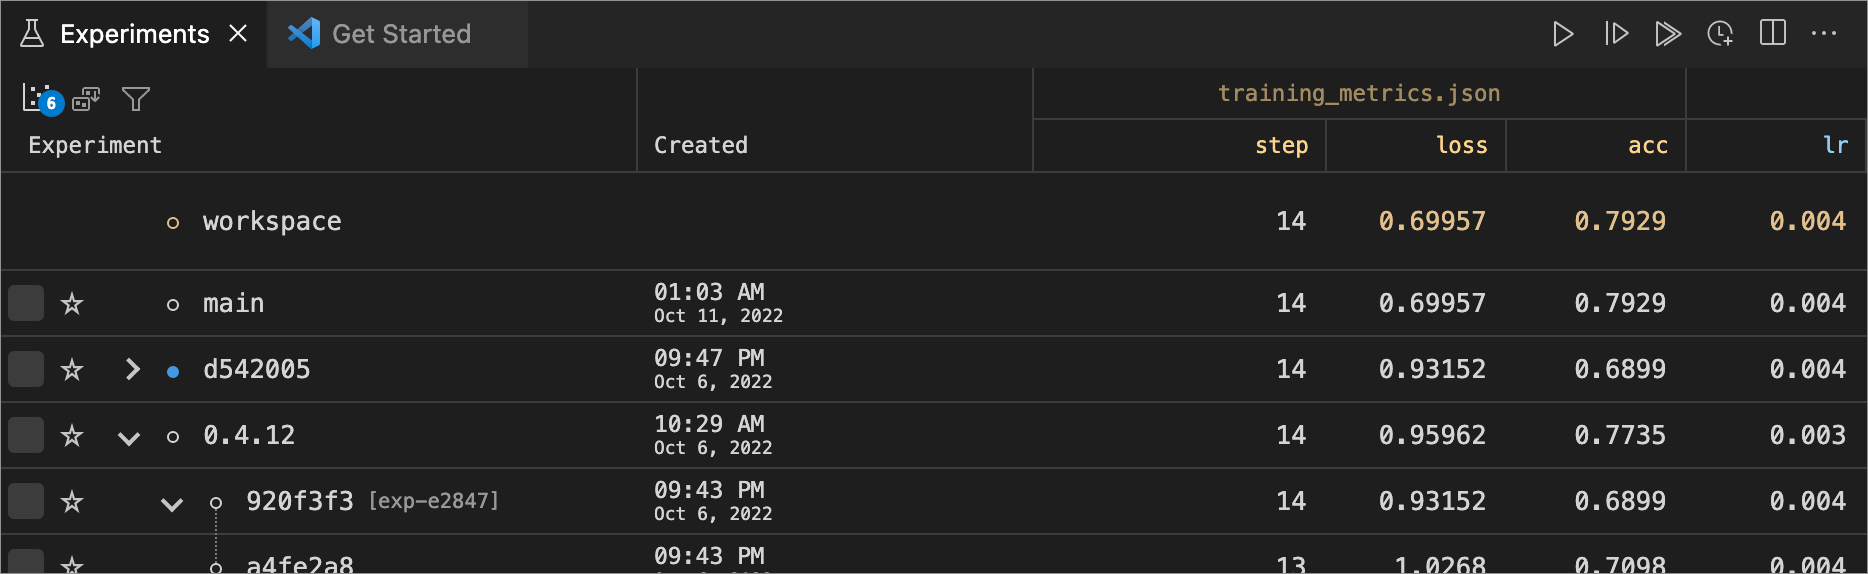 Experiments Get Started
6
training_metrics.json
Experiment Created step loss acc lr
workspace 14 0.69957 0.7929 0.004
main 01:03 AM 14 0.69957 0.7929 0.004
Oct 11, 2022
d542005 09:47 PM 14 0.93152 0.6899 0.004
Oct 6, 2022
0.4.12 10:29 AM 14 0.95962 0.7735 0.003
Oct 6, 2022
920f3f3 [exp-e2847] 09:43 PM 14 0.93152 0.6899 0.004
Oct 6, 2022
a4fe2a8 09:43 PM 13 1.0268 0.7098 0.004